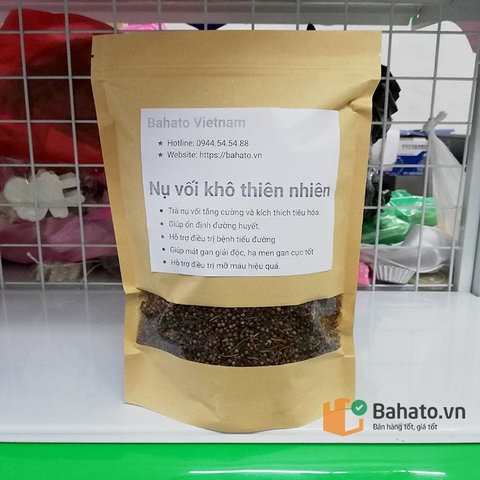 Bahato Vietnam
★ Hotline: 0944.54.54.88
★ Website: https://bahato.vn
Nụ vối khô thiên nhiên
• Trà nụ vối tăng cường và kích thích tiêu hóa.
• Giúp ổn định đường huyết.
• Hỗ trợ điều trị bệnh tiểu đường
• Giúp mát gan giải độc, hạ men gan cực tốt
• Hỗ trợ điều trị mỡ máu hiệu quả.
Bahato.vn
Bán hàng tốt, giá tốt